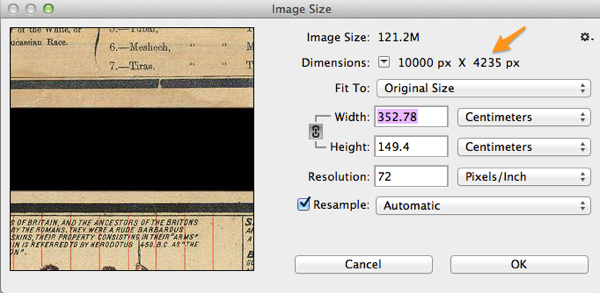 Image Size
of the White, or
ucassian Race.
5.—Tubal, " "
6.—Meshech, " "
7.—Tiras. " "
S OF BRITAIN, AND THE ANCESTORS OF THE BRITONS
BY THE ROMANS. THEY WERE A RUDE BARBAROUS
SKINS, THEIR PROPERTY CONSISTING IN THEIR "ARMS"
IN IS REFERRED TO BY HERODOTUS 450 B.C. AS "THE
ON".
Image Size: 121.2M
Dimensions: 10000 px X 4235 px
Fit To: Original Size
Width: 352.78 Centimeters
Height: 149.4 Centimeters
Resolution: 72 Pixels/Inch
Resample: Automatic
Cancel OK